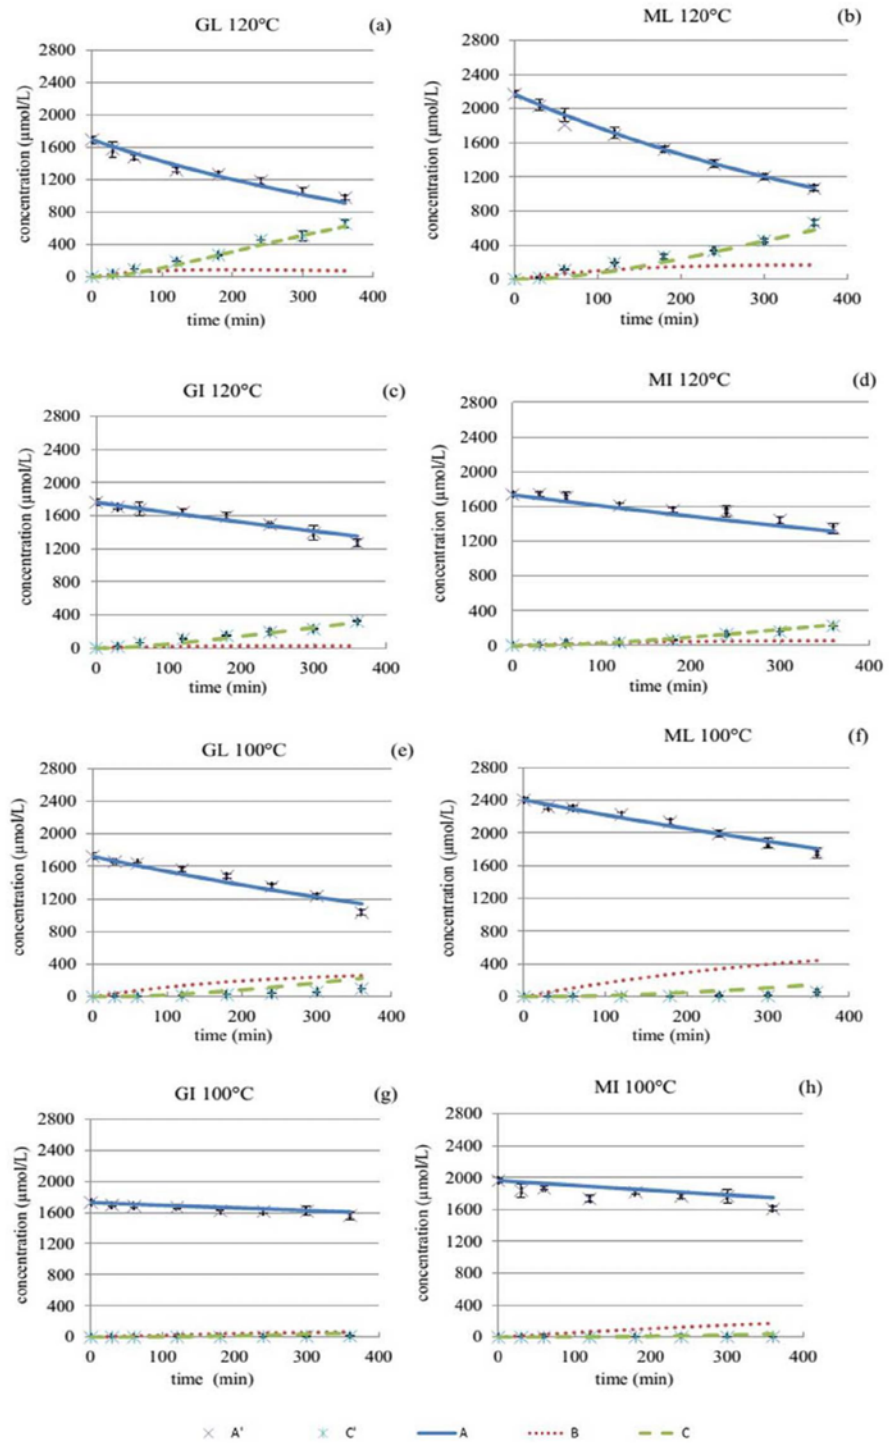 GL 120°C (a)
2800
2400
2000
1600
1200
800
400
0
concentration (µmol/L)
0 100 200 300 400
time (min)
ML 120°C (b)
2800
2400
2000
1600
1200
800
400
0
concentration (µmol/L)
0 100 200 300 400
time (min)
GI 120°C (c)
2800
2400
2000
1600
1200
800
400
0
concentration (µmol/L)
0 100 200 300 400
time (min)
MI 120°C (d)
2800
2400
2000
1600
1200
800
400
0
concentration (µmol/L)
0 100 200 300 400
time (min)
GL 100°C (e)
2800
2400
2000
1600
1200
800
400
0
concentration (µmol/L)
0 100 200 300 400
time (min)
ML 100°C (f)
2800
2400
2000
1600
1200
800
400
0
concentration (µmol/L)
0 100 200 300 400
time (min)
GI 100°C (g)
2800
2400
2000
1600
1200
800
400
0
concentration (µmol/L)
0 100 200 300 400
time (min)
MI 100°C (h)
2800
2400
2000
1600
1200
800
400
0
concentration (µmol/L)
0 100 200 300 400
time (min)
A' C' A B C